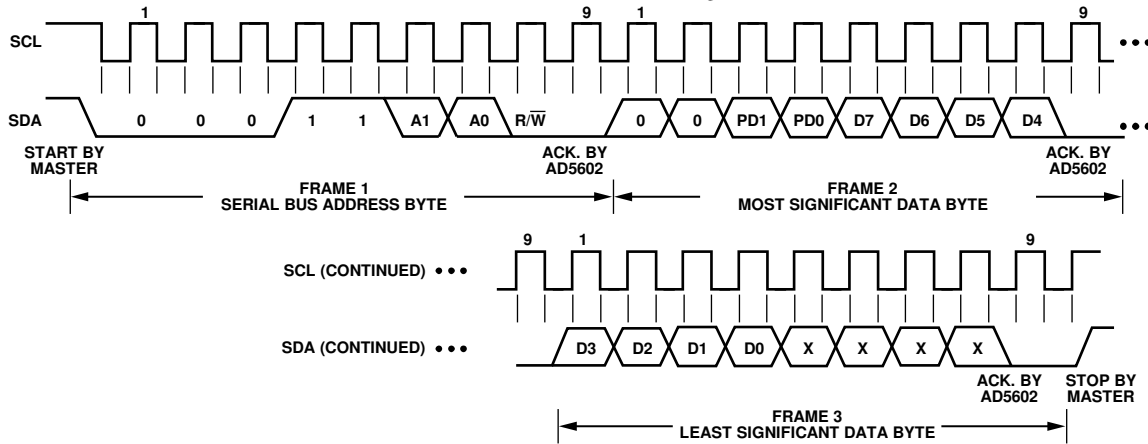 1 9 1 9
SCL
SDA 0 0 0 1 1 A1 A0 R/W̅ 0 0 PD1 PD0 D7 D6 D5 D4
START BY MASTER
ACK. BY AD5602
ACK. BY AD5602
FRAME 1
SERIAL BUS ADDRESS BYTE
FRAME 2
MOST SIGNIFICANT DATA BYTE
9 1 9
SCL (CONTINUED)
SDA (CONTINUED) D3 D2 D1 D0 X X X X
ACK. BY AD5602
STOP BY MASTER
FRAME 3
LEAST SIGNIFICANT DATA BYTE